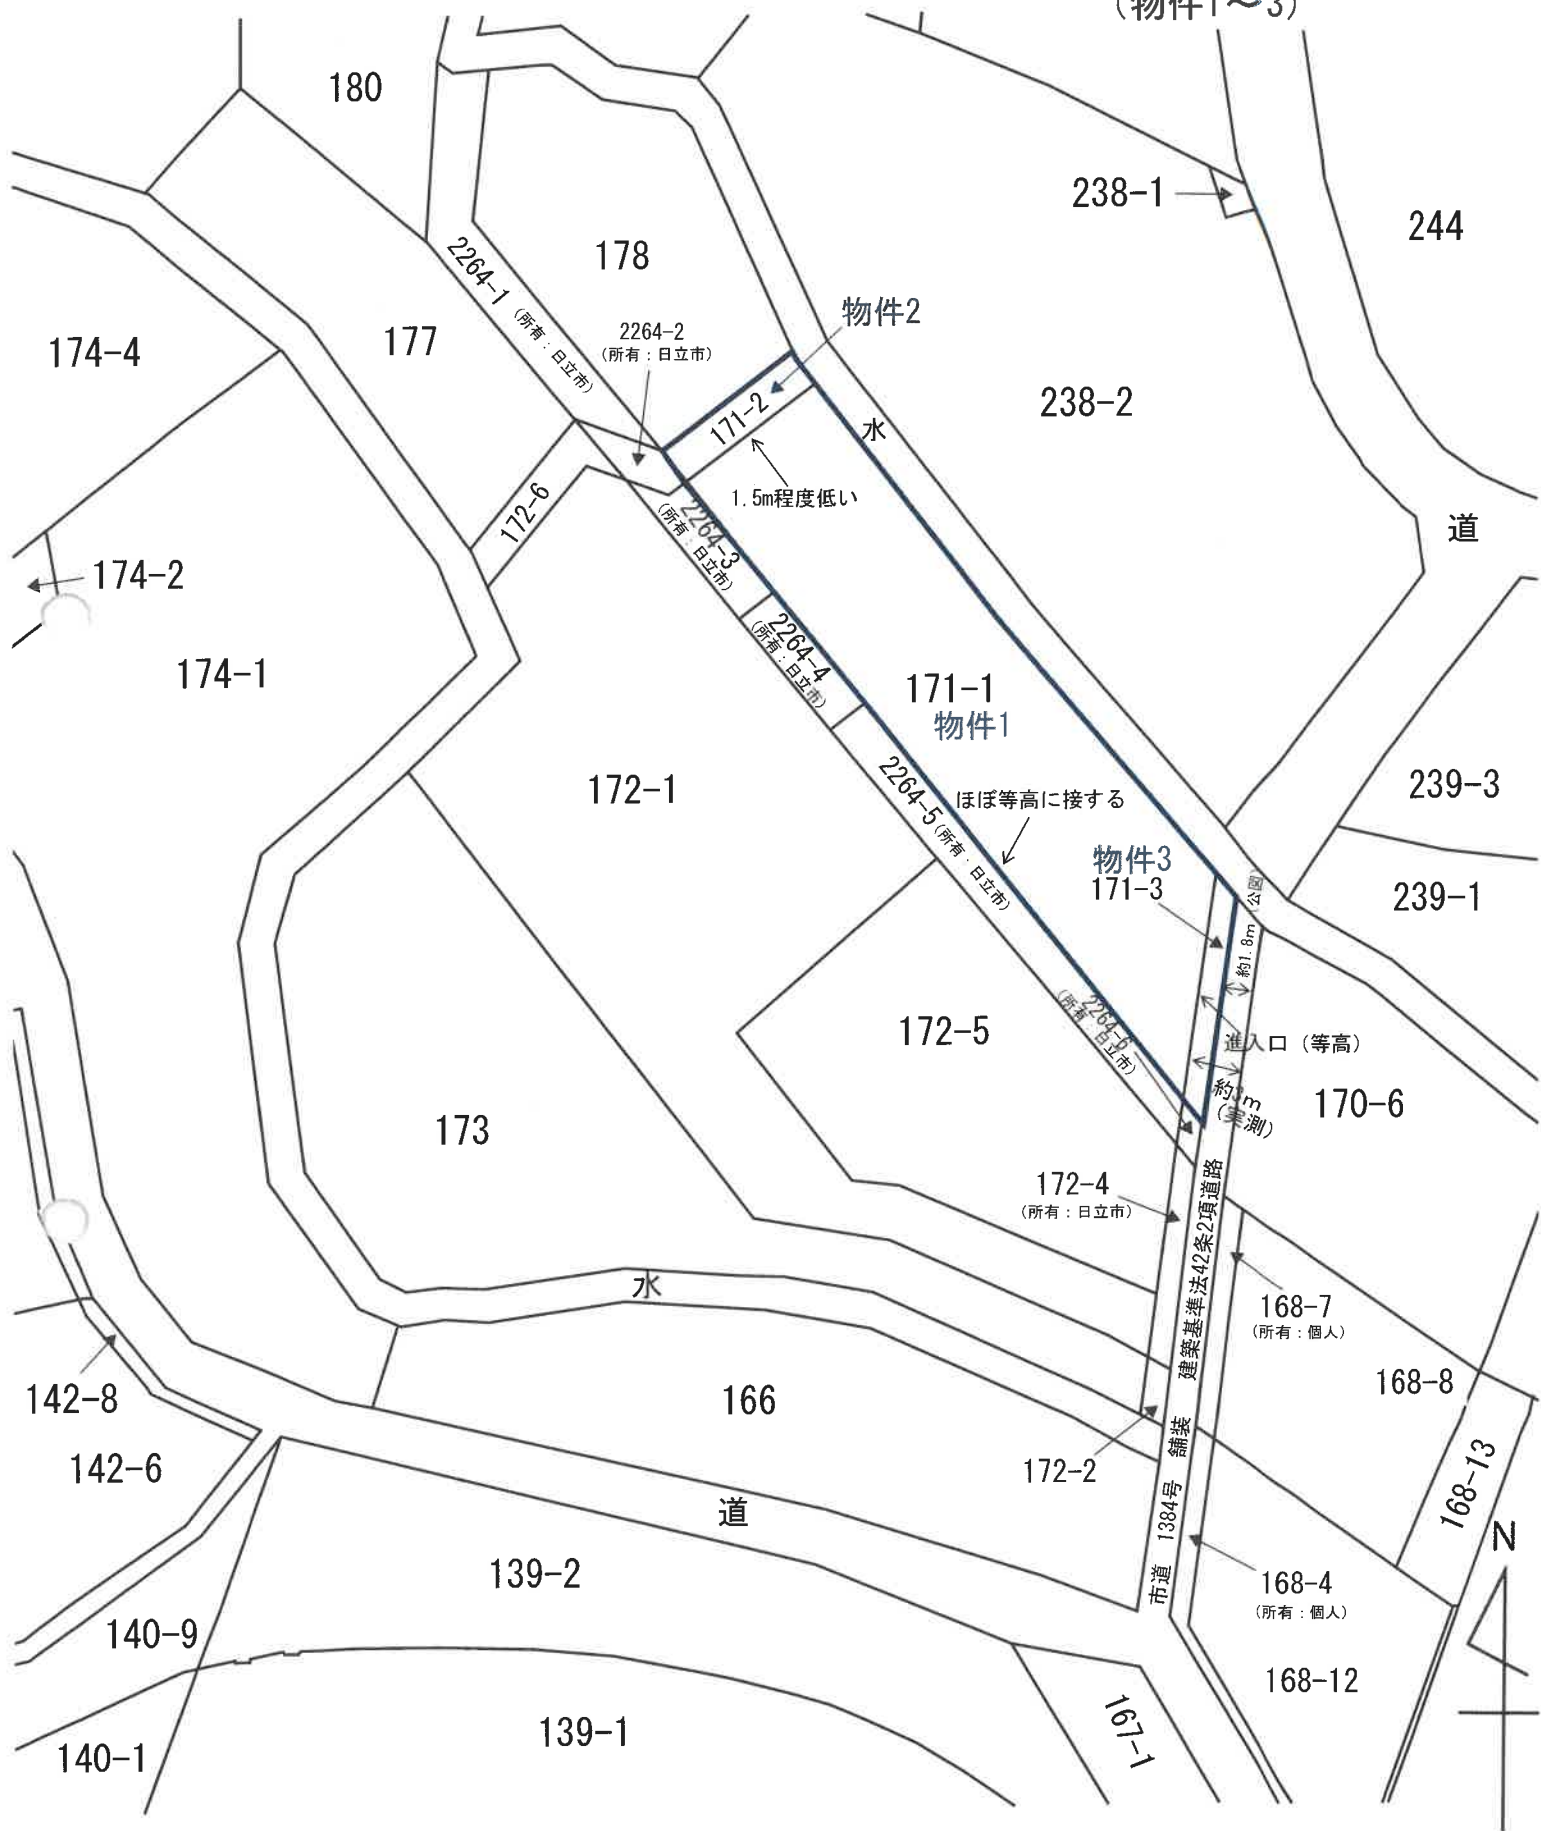 (物件1～3)
180
238-1
244
178
2264-1 (所有:日立市)
物件2
2264-2
(所有:日立市)
177
174-4
238-2
171-2
水
1.5m程度低い
172-6
2264-3
(所有:日立市)
道
174-2
2264-4
(所有:日立市)
174-1
171-1
物件1
172-1
2264-5 (所有:日立市)
ほぼ等高に接する
239-3
物件3
171-3
239-1
約1.8m (公図)
172-5
2264-6
(所有:日立市)
進入口 (等高)
約3m
(実測)
170-6
173
172-4
(所有:日立市)
建築基準法42条2項道路
水
168-7
(所有:個人)
168-8
142-8
166
142-6
172-2
舗装
168-13
道
市道 1384号
N
139-2
168-4
(所有:個人)
140-9
168-12
139-1
167-1
140-1